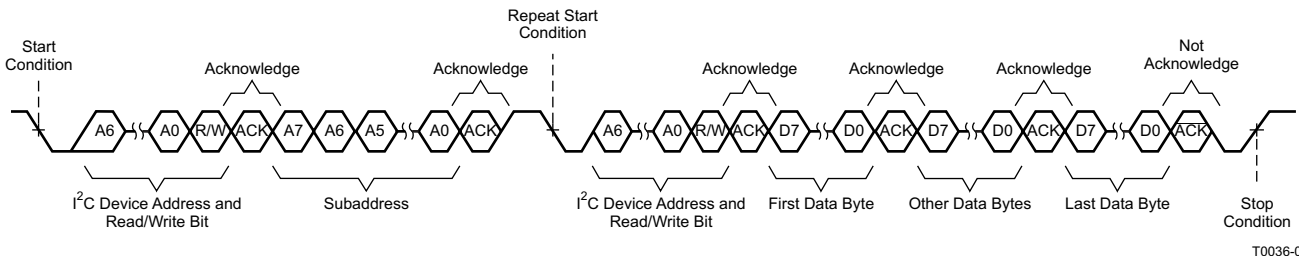 Repeat Start
Condition
Start
Condition
Not
Acknowledge
Acknowledge
Acknowledge
Acknowledge
Acknowledge
Acknowledge
A6 A0 R/W ACK A7 A6 A5 A0 ACK A6 A0 R/W ACK D7 D0 ACK D7 D0 ACK D7 D0 ACK
I²C Device Address and
Read/Write Bit
Subaddress
I²C Device Address and
Read/Write Bit
First Data Byte
Other Data Bytes
Last Data Byte
Stop
Condition